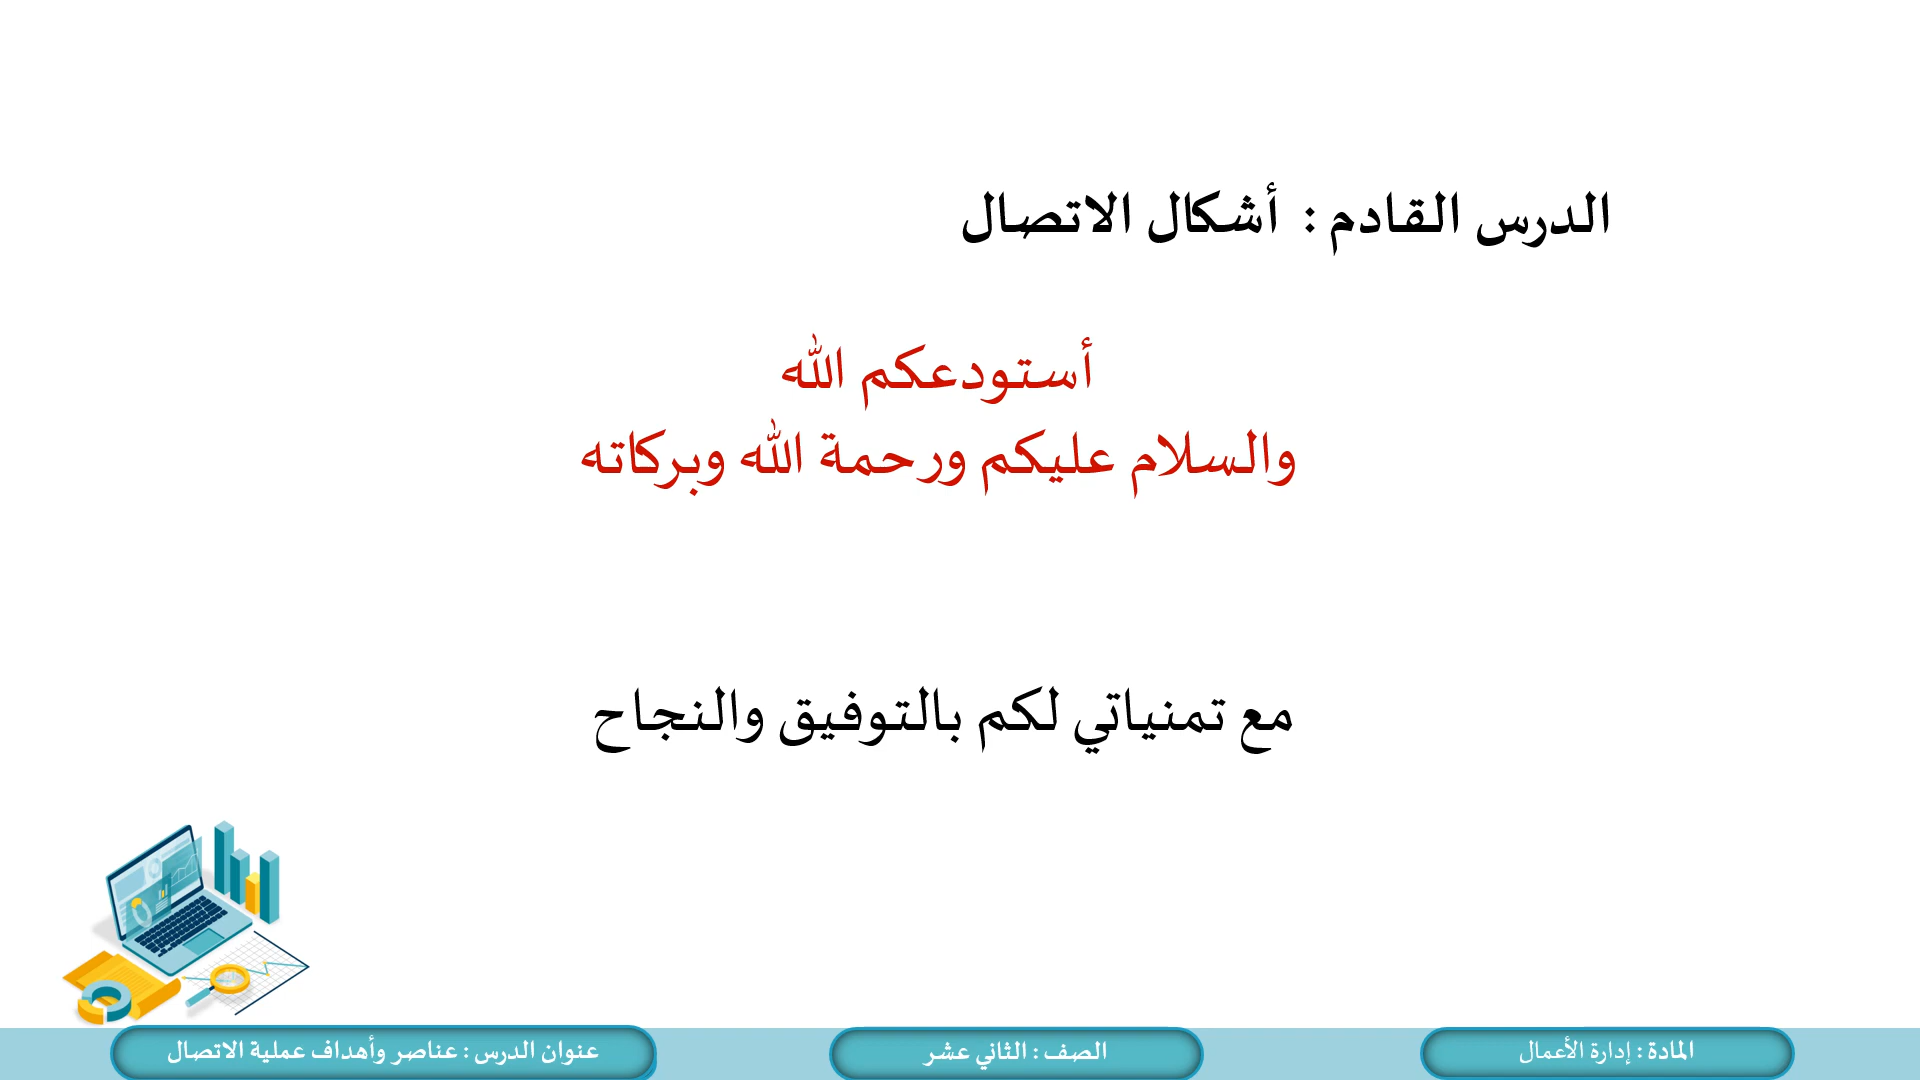 الدرس القادم : أشكال الاتصال
أستودعكم الله
والسلام عليكم ورحمة الله وبركاته
مع تمنياتي لكم بالتوفيق والنجاح
المادة : إدارة الأعمال
الصف : الثاني عشر
عنوان الدرس : عناصر وأهداف عملية الاتصال